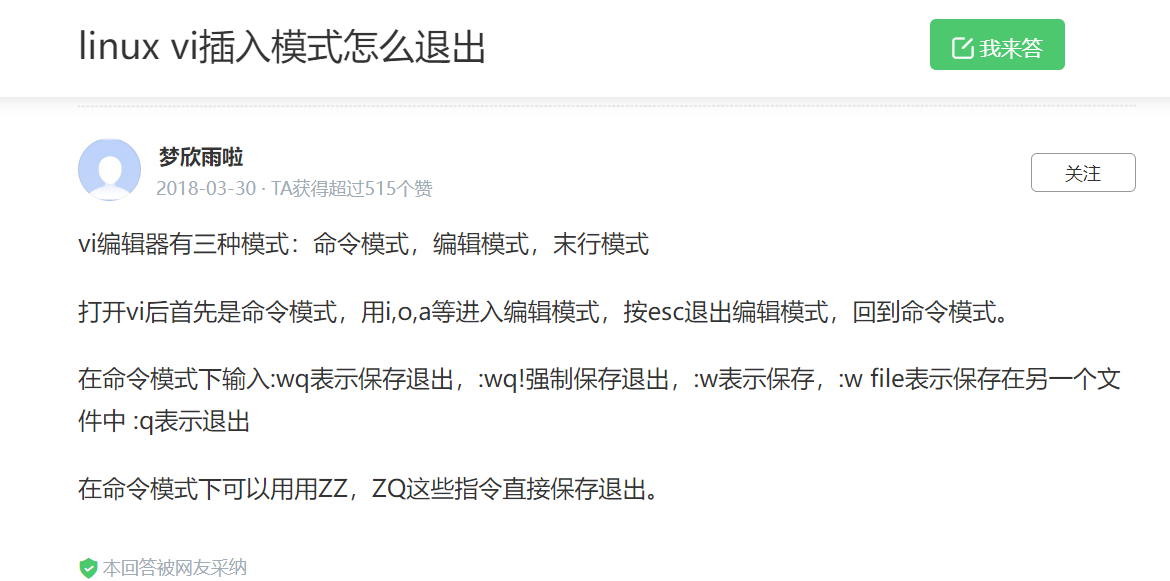 linux vi插入模式怎么退出
我来答
梦欣雨啦
2018-03-30 · TA获得超过515个赞
关注
vi编辑器有三种模式：命令模式，编辑模式，末行模式
打开vi后首先是命令模式，用i,o,a等进入编辑模式，按esc退出编辑模式，回到命令模式。
在命令模式下输入:wq表示保存退出，:wq!强制保存退出，:w表示保存，:w file表示保存在另一个文
件中 :q表示退出
在命令模式下可以用用ZZ，ZQ这些指令直接保存退出。
本回答被网友采纳